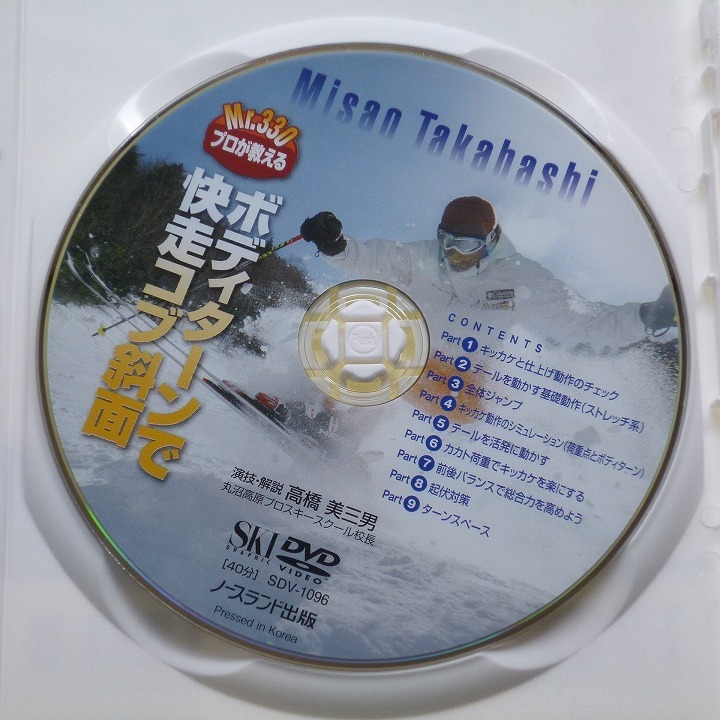 Misao Takahashi
Mr.330
プロが教える
ボディターンで
快走コブ斜面
CONTENTS
Part 1 キッカケと仕上げ動作のチェック
Part 2 テールを動かす基礎動作(ストレッチ系)
Part 3 全体ジャンプ
Part 4 キッカケ動作のシミュレーション(荷重点とボディターン)
Part 5 テールを活発に動かす
Part 6 カカト荷重でキッカケを楽にする
Part 7 前後バランスで総合力を高めよう
Part 8 起伏対策
Part 9 ターンスペース
演技・解説 高橋 美三男
丸沼高原プロスキースクール校長
SKI
GRAPHIC
DVD
VIDEO
[40分] SDV-1096
ノースランド出版
Pressed in Korea